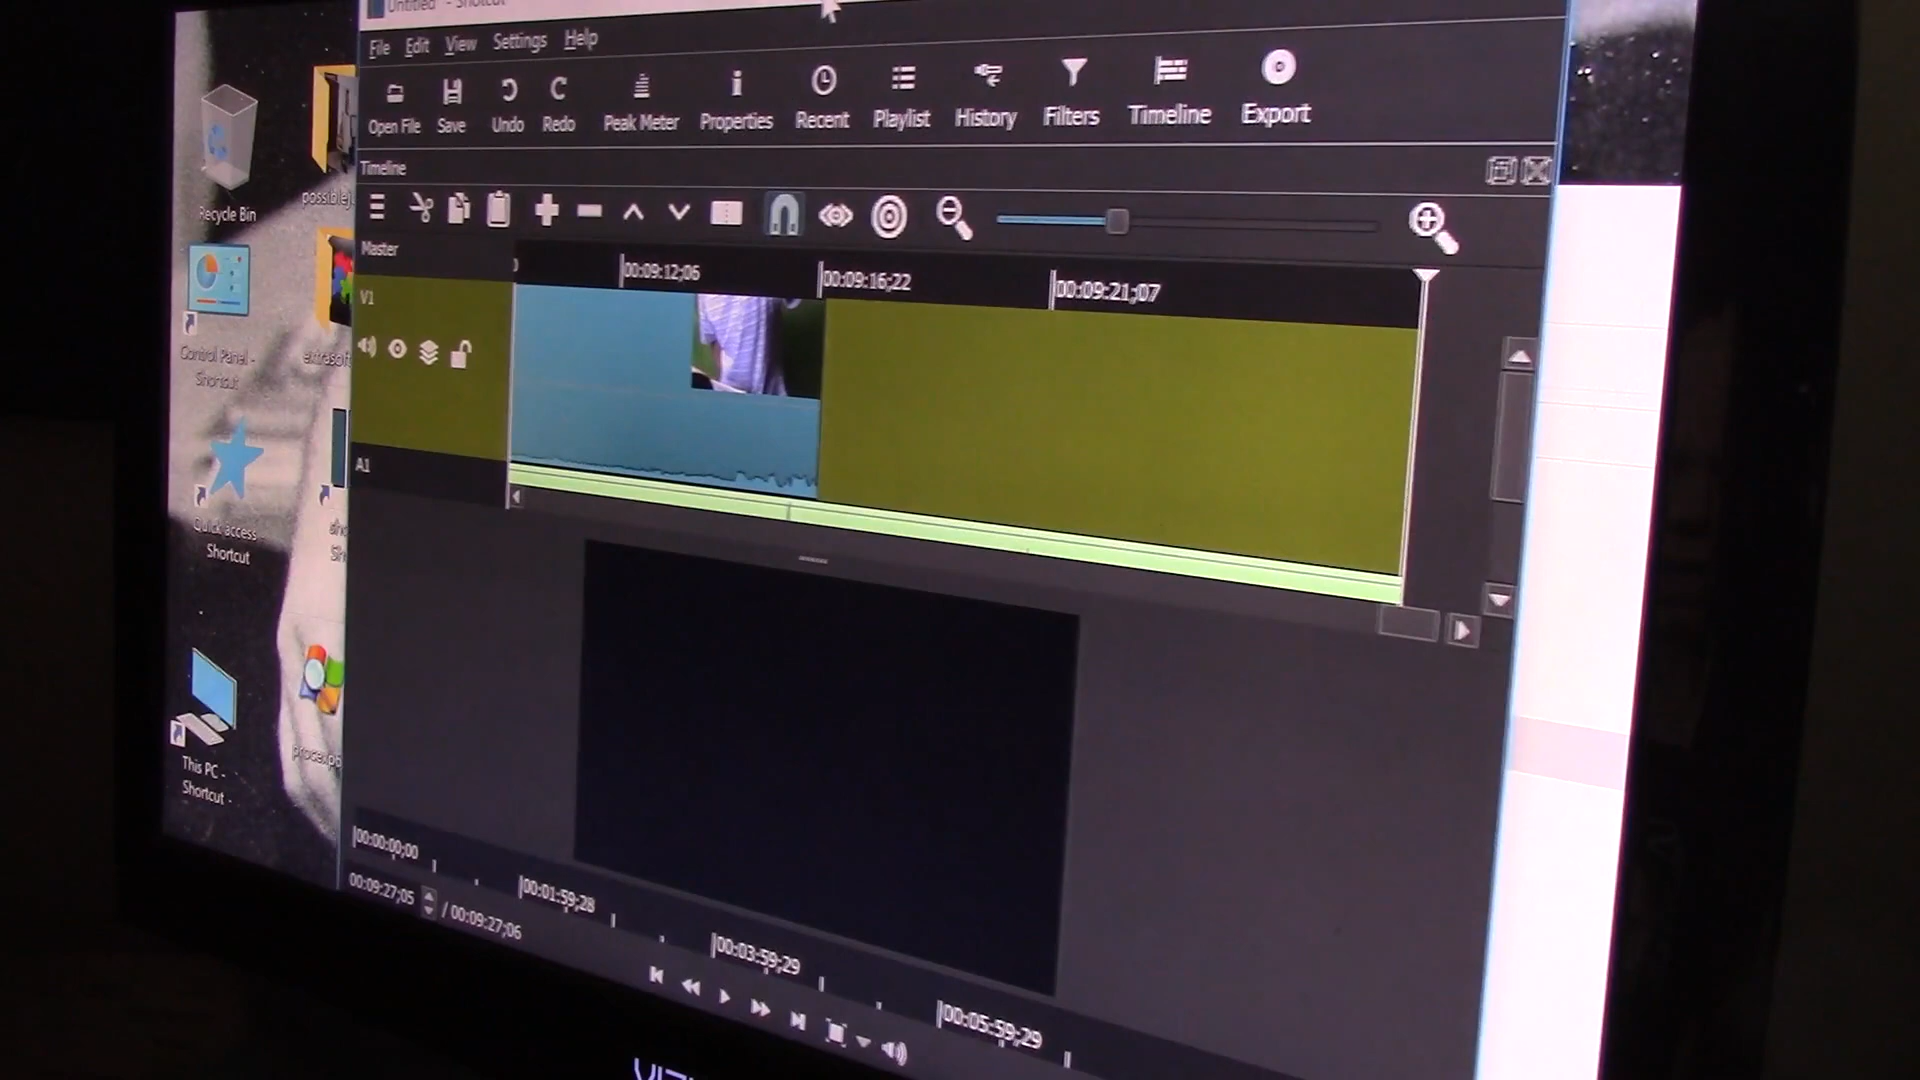 Untitled - Shotcut
File Edit View Settings Help
Open File Save Undo Redo Peak Meter Properties Recent Playlist History Filters Timeline Export
Timeline
Master
00:09:12;06 00:09:16;22 00:09:21;07
V1
A1
Recycle Bin
Control Panel -
Shortcut
Quick access
Shortcut
This PC -
Shortcut -
00:00:00;00 00:01:59;28 00:03:59;29 00:05:59;29
00:09:27;05 / 00:09:27;06